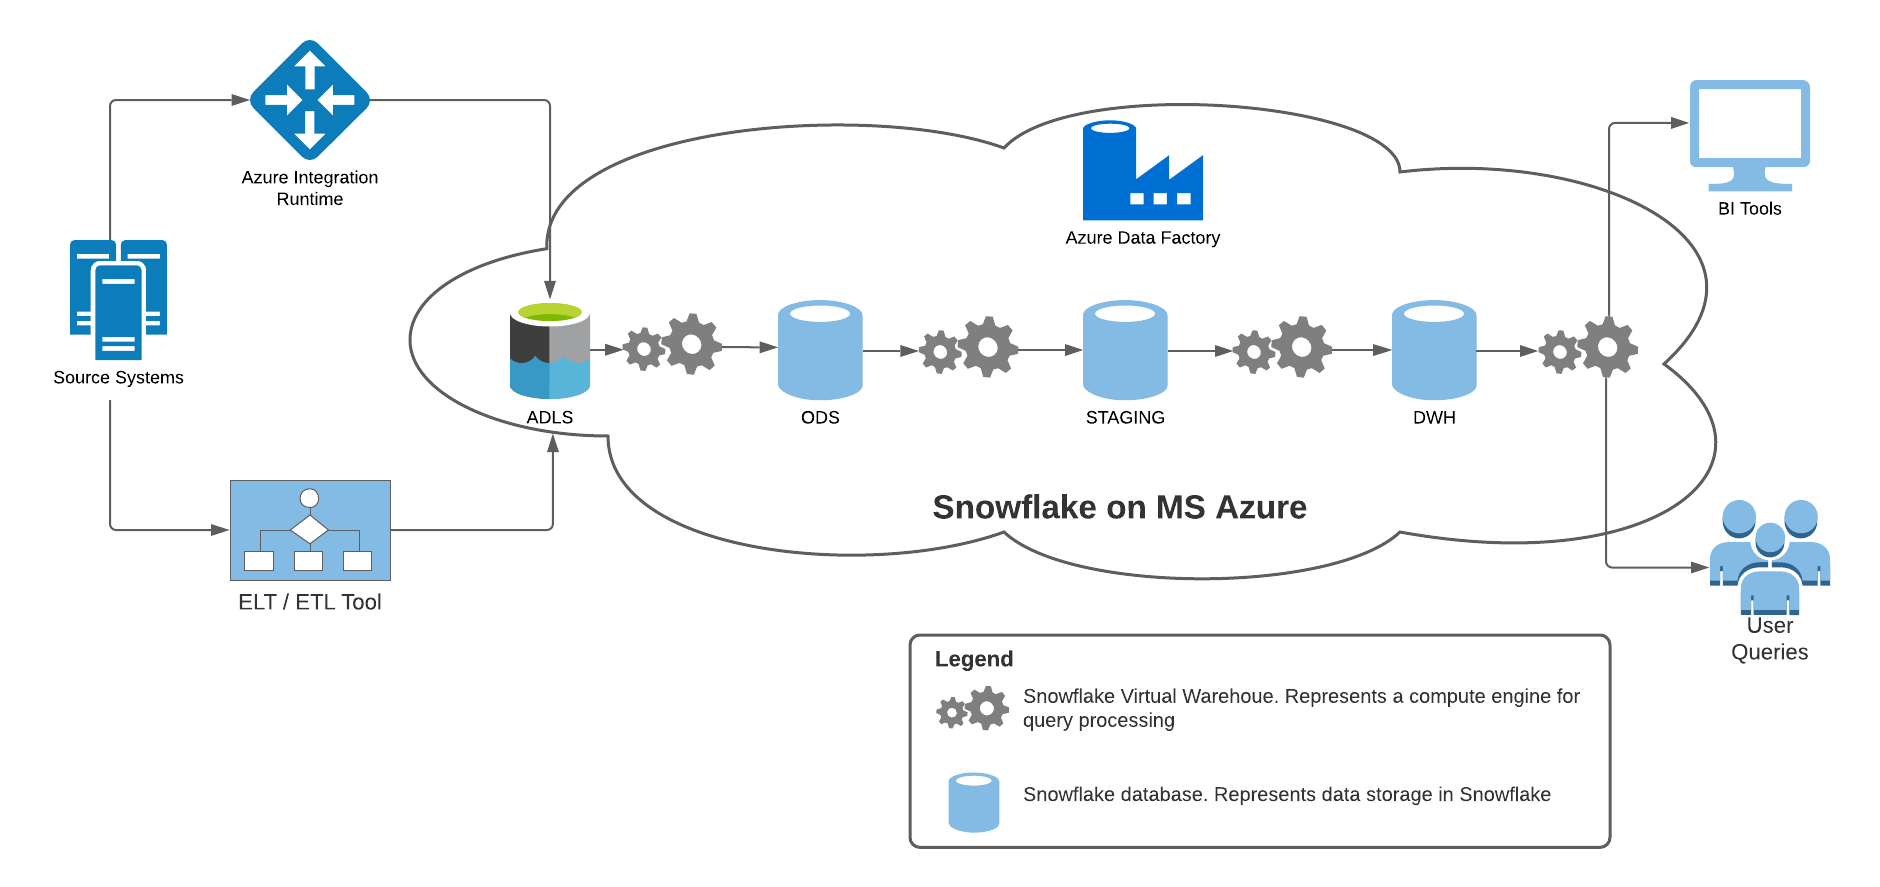 Azure Integration
Runtime
Source Systems
ELT / ETL Tool
Azure Data Factory
ADLS
ODS
STAGING
DWH
Snowflake on MS Azure
BI Tools
User
Queries
Legend
Snowflake Virtual Warehoue. Represents a compute engine for
query processing
Snowflake database. Represents data storage in Snowflake